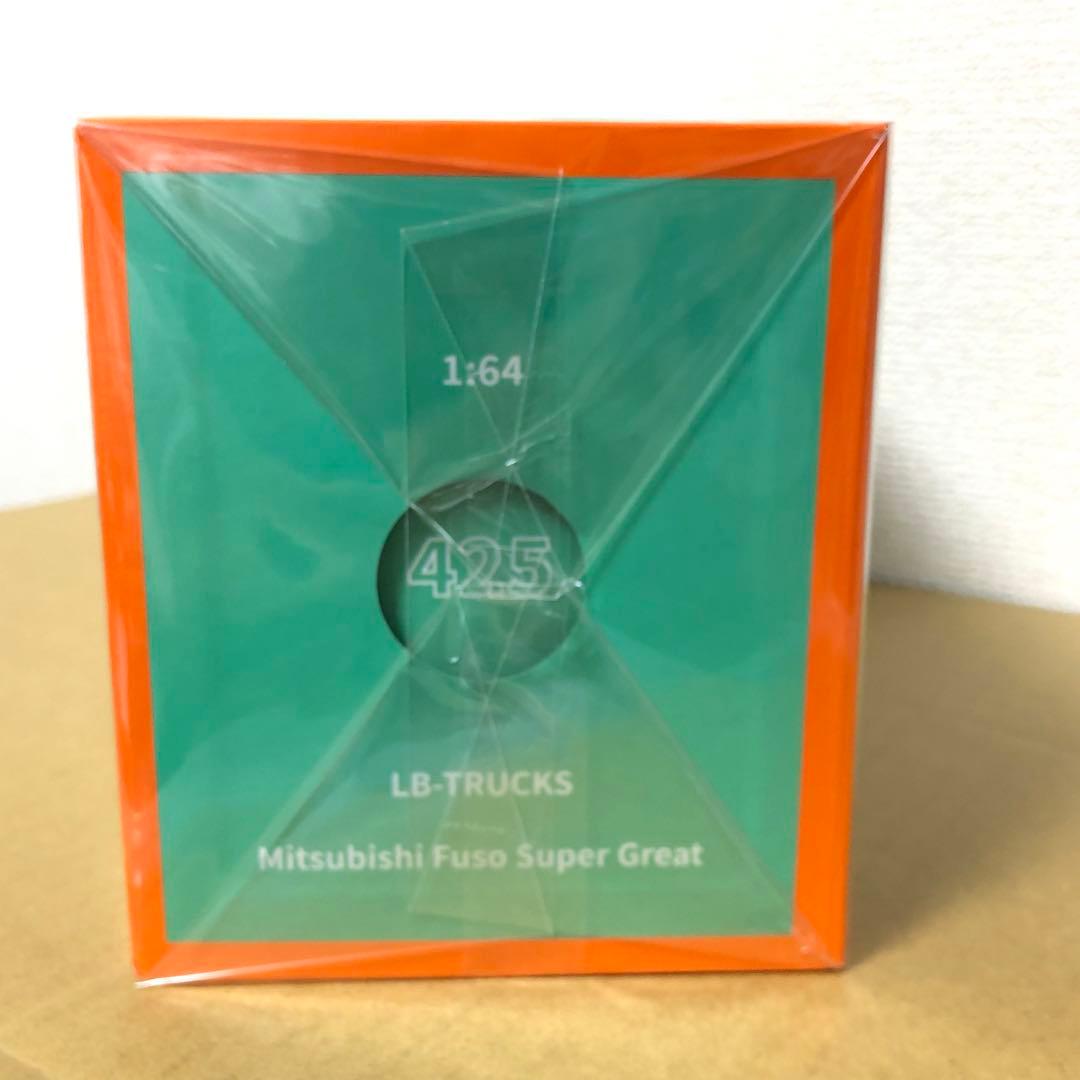 1:64
425
LB-TRUCKS
Mitsubishi Fuso Super Great